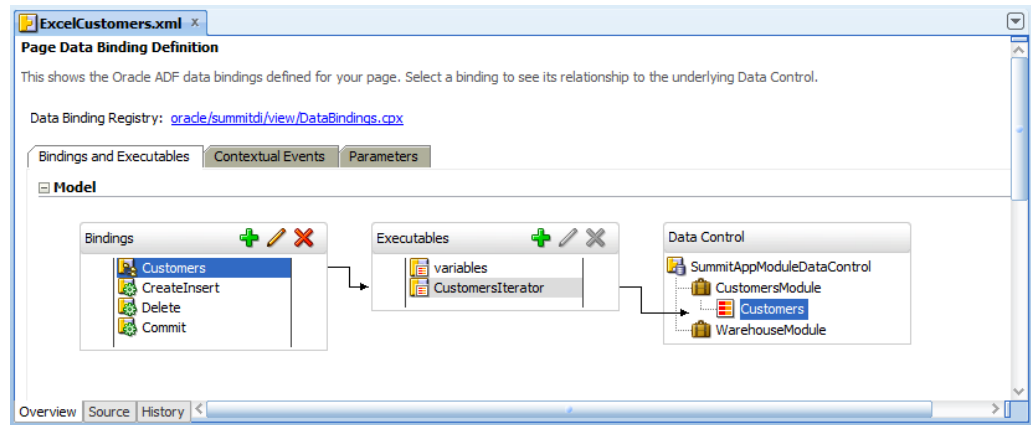 ExcelCustomers.xml
Page Data Binding Definition
This shows the Oracle ADF data bindings defined for your page. Select a binding to see its relationship to the underlying Data Control.
Data Binding Registry: oracle/summitdi/view/DataBindings.cpx
Bindings and Executables Contextual Events Parameters
Model
Bindings Executables Data Control
Customers variables SummitAppModuleDataControl
CreateInsert CustomersIterator CustomersModule
Delete Customers
Commit WarehouseModule
Overview Source History